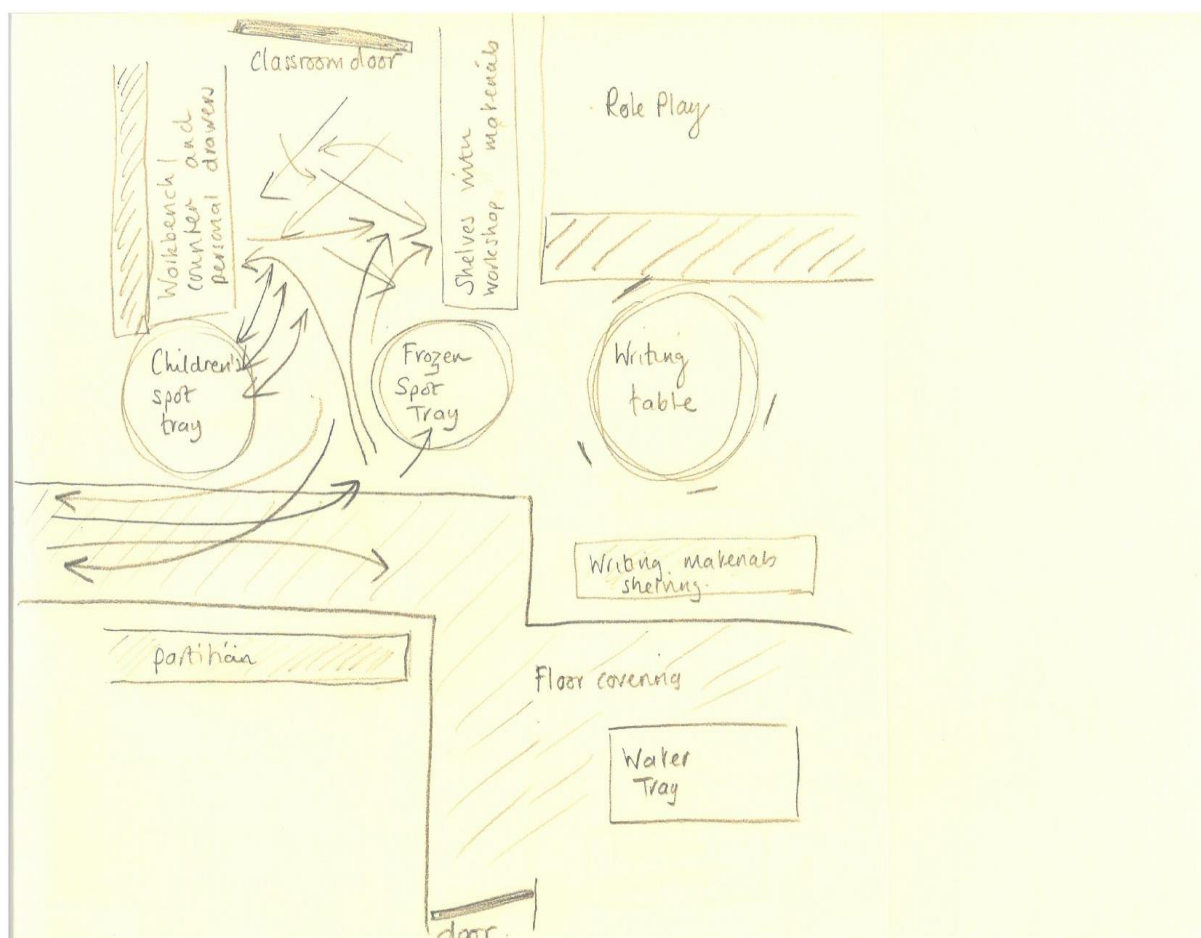 Classroom door
Workbench/
counter and
personal drawers
Shelves with
workshop materials
Role Play
Children's
spot
tray
Frozen
Spot
Tray
Writing
table
Writing materials
shelving.
partition
Floor covering
Water
Tray
door.